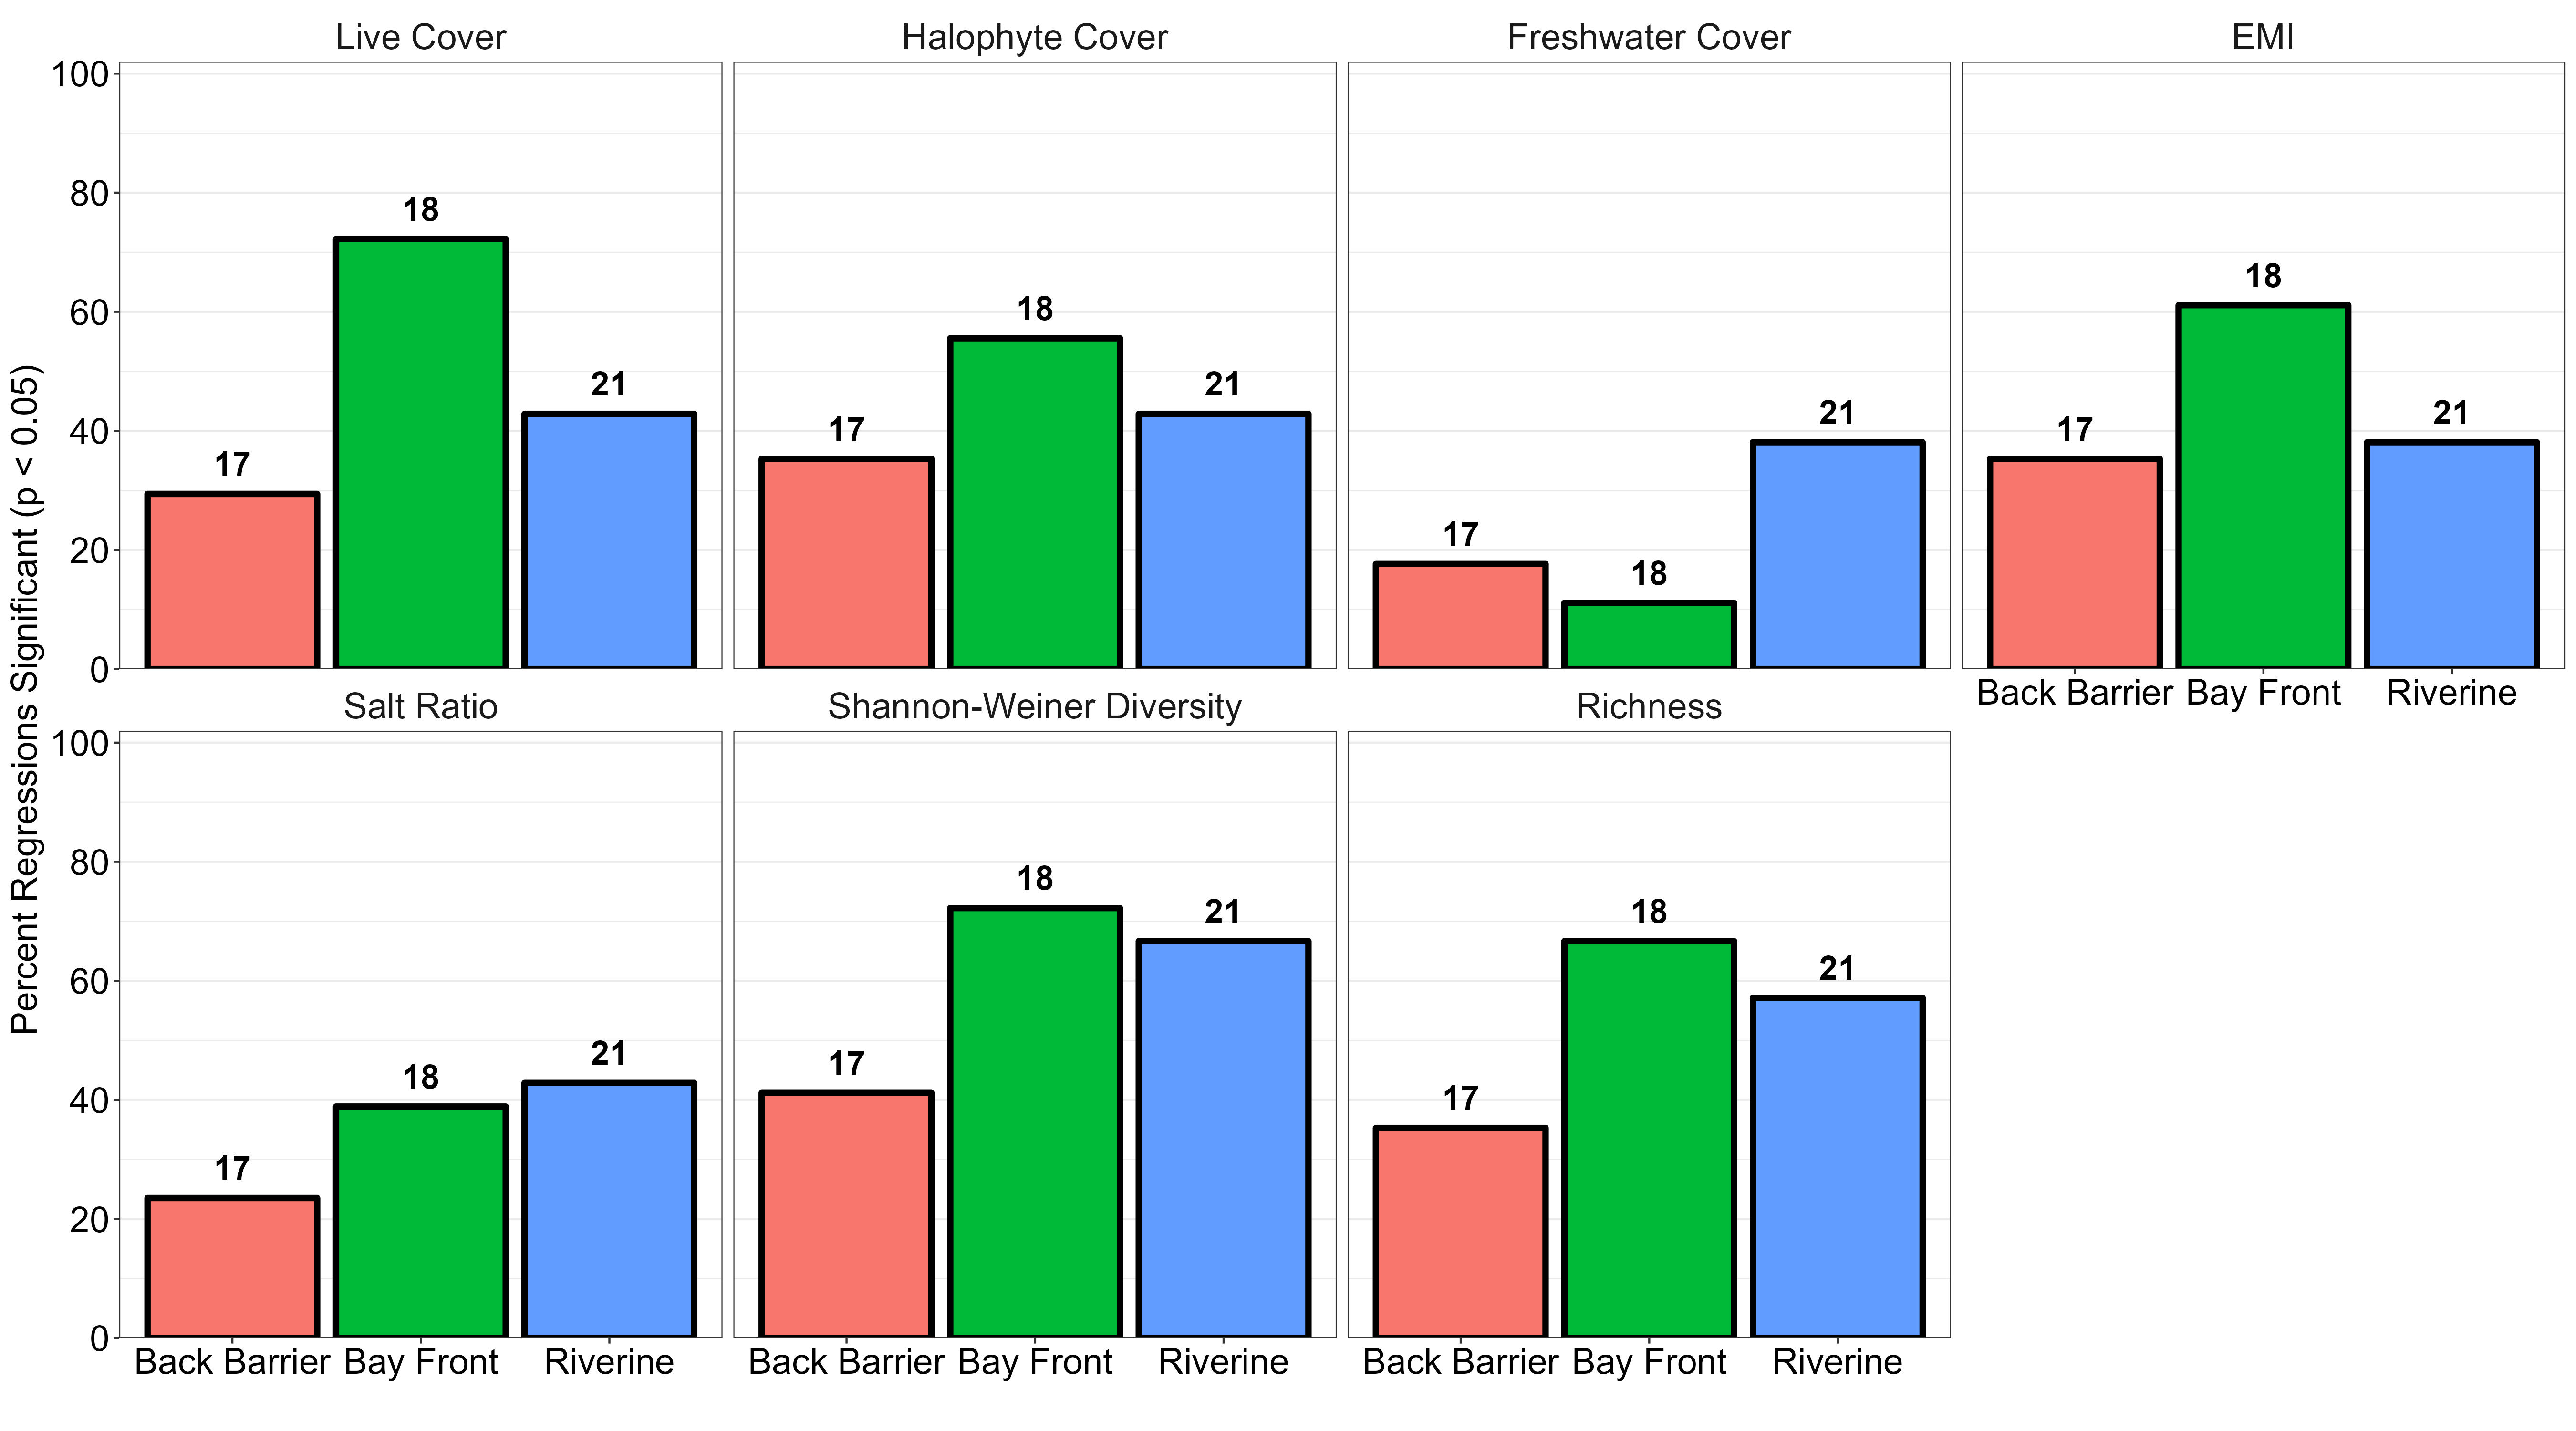 Live Cover
Halophyte Cover
Freshwater Cover
EMI
Percent Regressions Significant (p < 0.05)
100
80
60
40
20
0
17
18
21
17
18
21
17
18
21
17
18
21
Back Barrier Bay Front Riverine
Salt Ratio
Shannon-Weiner Diversity
Richness
100
80
60
40
20
0
17
18
21
17
18
21
17
18
21
Back Barrier Bay Front Riverine
Back Barrier Bay Front Riverine
Back Barrier Bay Front Riverine